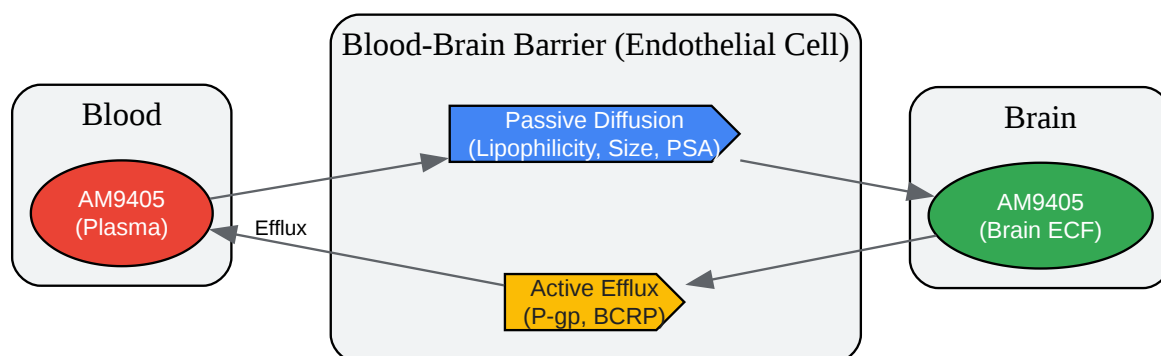 Blood-Brain Barrier (Endothelial Cell)
Blood
Brain
Passive Diffusion
(Lipophilicity, Size, PSA)
AM9405
(Plasma)
AM9405
(Brain ECF)
Efflux
Active Efflux
(P-gp, BCRP)